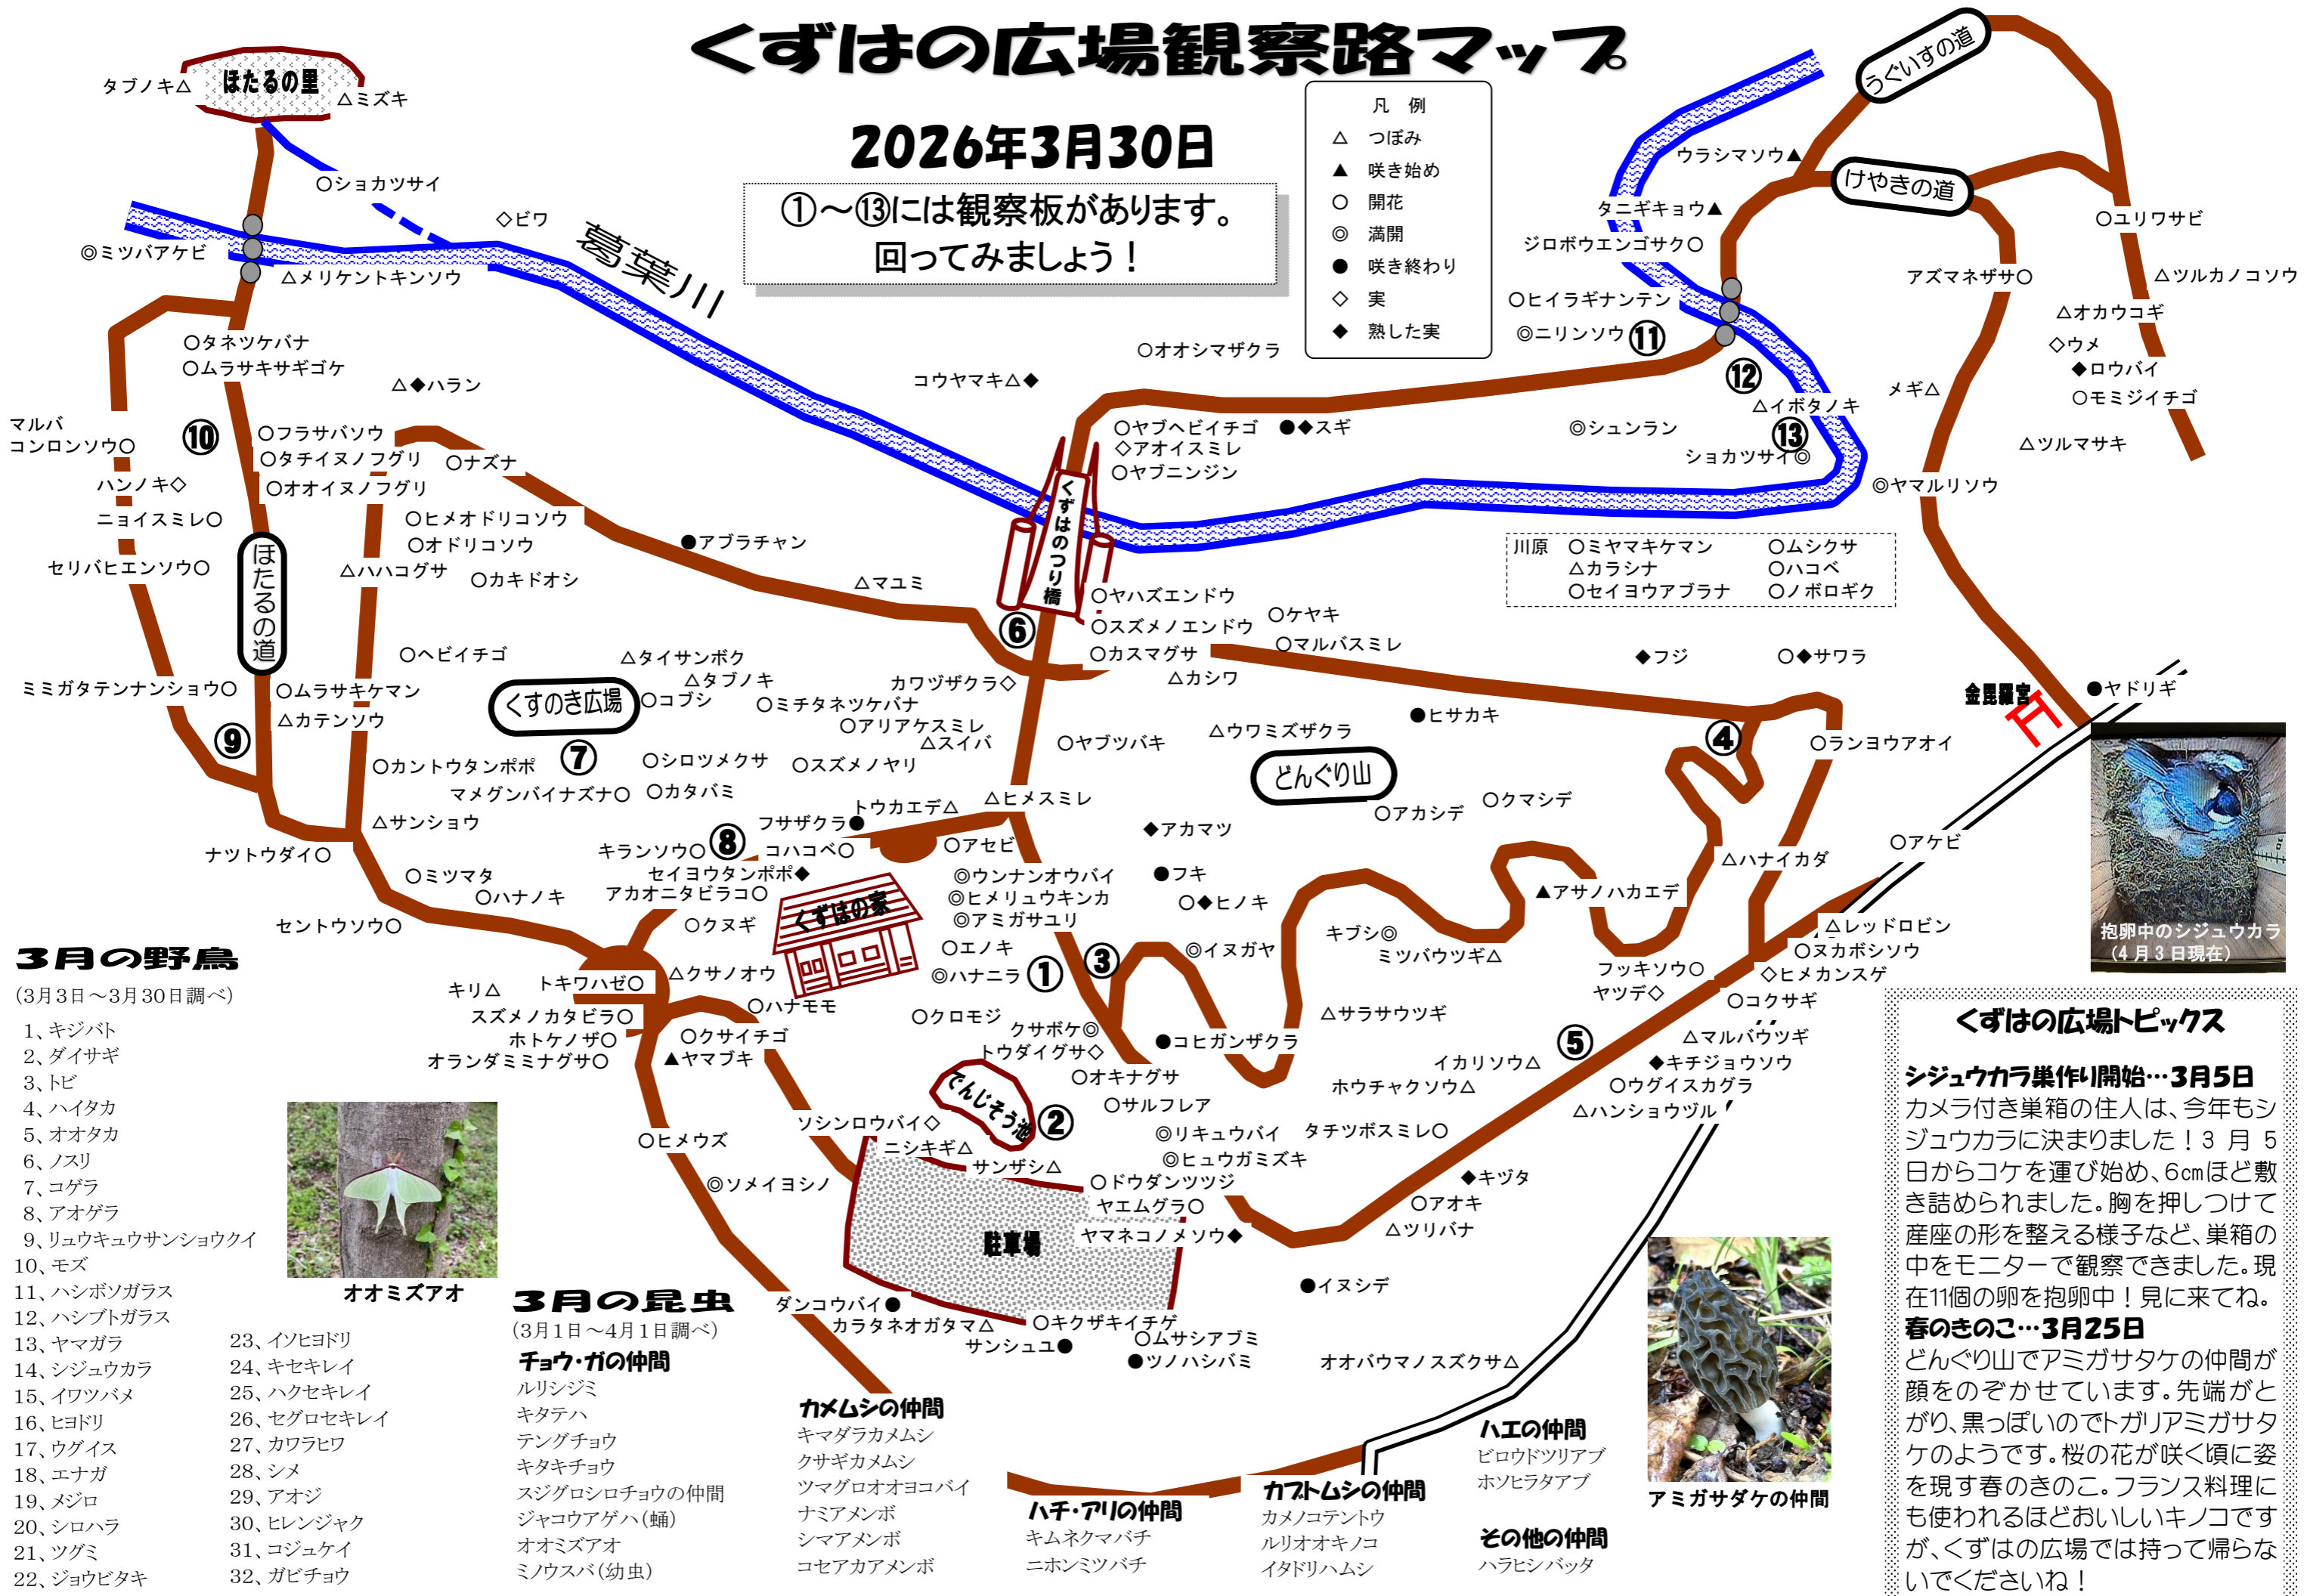 くずはの広場観察路マップ
2026年3月30日
①～⑬には観察板があります。
回ってみましょう！
凡 例
△ つぼみ
▲ 咲き始め
○ 開花
◎ 満開
● 咲き終わり
◇ 実
◆ 熟した実
ほたるの里
タブノキ△
△ミズキ
○ショカツサイ
◇ビワ
葛葉川
◎ミツバアケビ
△メリケントキンソウ
○タネツケバナ
○ムラサキサギゴケ
△◆ハラン
マルバ
コンロンソウ○
⑩
○フラサバソウ
○タチイヌノフグリ
○ナズナ
ハンノキ◇
○オオイヌノフグリ
ニョイスミレ○
○ヒメオドリコソウ
○オドリコソウ
セリバヒエンソウ○
ほたるの道
△ハハコグサ
○カキドオシ
●アブラチャン
△マユミ
○ヘビイチゴ
ミミガタテンナンショウ○
○ムラサキケマン
△カテンソウ
⑨
くすのき広場
⑦
△タイサンボク
△タブノキ
○コブシ
○ミチタネツケバナ
カワヅザクラ◇
○アリアケスミレ
△スイバ
○カントウタンポポ
○シロツメクサ
○スズメノヤリ
マメグンバイナズナ○
○カタバミ
△サンショウ
トウカエデ△
△ヒメスミレ
フサザクラ●
ナツトウダイ○
キランソウ○
⑧
コハコベ○
○アセビ
セイヨウタンポポ◆
○ミツマタ
○ハナノキ
アカオニタビラコ○
セントウソウ○
○クヌギ
くずはの家
◎ウンナンオウバイ
◎ヒメリュウキンカ
◎アミガサユリ
○エノキ
◎ハナニラ
①
③
トキワハゼ○
△クサノオウ
キリ△
スズメノカタビラ○
○ハナモモ
ホトケノザ○
○クサイチゴ
オランダミミナグサ○
▲ヤマブキ
○クロモジ
クサボケ◎
トウダイグサ◇
○オキナグサ
○サルフレア
でんじそう池
②
○ヒメウズ
ソシンロウバイ◇
ニシキギ△
サンザシ△
◎リキュウバイ
◎ヒュウガミズキ
◎ソメイヨシノ
○ドウダンツツジ
ヤエムグラ○
ヤマネコノメソウ◆
駐車場
ダンコウバイ●
カラタネオガタマ△
サンシュユ●
○キクザキイチゲ
○ムサシアブミ
●ツノハシバミ
●イヌシデ
オオバウマノスズクサ△
コウヤマキ△◆
○オオシマザクラ
○ヤブヘビイチゴ
◇アオイスミレ
○ヤブニンジン
●◆スギ
くずはのつり橋
⑥
○ヤハズエンドウ
○スズメノエンドウ
○カスマグサ
○ケヤキ
○マルバスミレ
△カシワ
○ヤブツバキ
△ウワミズザクラ
●ヒサカキ
どんぐり山
○アカシデ
○クマシデ
◆アカマツ
●フキ
○◆ヒノキ
◎イヌガヤ
キブシ◎
ミツバウツギ△
▲アサノハカエデ
△ハナイカダ
④
◆フジ
○◆サワラ
○ランヨウアオイ
○アケビ
△レッドロビン
○ヌカボシソウ
◇ヒメカンスゲ
フッキソウ○
ヤツデ◇
○コクサギ
△サラサウツギ
●コヒガンザクラ
⑤
△マルバウツギ
イカリソウ△
◆キチジョウソウ
ホウチャクソウ△
○ウグイスカグラ
△ハンショウヅル
タチツボスミレ○
◆キヅタ
○アオキ
△ツリバナ
うぐいすの道
けやきの道
ウラシマソウ▲
タニギキョウ▲
ジロボウエンゴサク○
○ヒイラギナンテン
◎ニリンソウ
⑪
⑫
△イボタノキ
⑬
◎シュンラン
ショカツサイ◎
○ユリワサビ
アズマネザサ○
△ツルカノコソウ
△オカウコギ
◇ウメ
◆ロウバイ
メギ△
○モミジイチゴ
△ツルマサキ
◎ヤマルリソウ
川原 ○ミヤマキケマン ○ムシクサ
△カラシナ ○ハコベ
○セイヨウアブラナ ○ノボロギク
金毘羅宮
●ヤドリギ
抱卵中のシジュウカラ
(4月3日現在)
3月の野鳥
(3月3日～3月30日調べ)
1、キジバト
2、ダイサギ
3、トビ
4、ハイタカ
5、オオタカ
6、ノスリ
7、コゲラ
8、アオゲラ
9、リュウキュウサンショウクイ
10、モズ
11、ハシボソガラス
12、ハシブトガラス
13、ヤマガラ
14、シジュウカラ
15、イワツバメ
16、ヒヨドリ
17、ウグイス
18、エナガ
19、メジロ
20、シロハラ
21、ツグミ
22、ジョウビタキ
23、イソヒヨドリ
24、キセキレイ
25、ハクセキレイ
26、セグロセキレイ
27、カワラヒワ
28、シメ
29、アオジ
30、ヒレンジャク
31、コジュケイ
32、ガビチョウ
オオミズアオ
3月の昆虫
(3月1日～4月1日調べ)
チョウ・ガの仲間
ルリシジミ
キタテハ
テングチョウ
キタキチョウ
スジグロシロチョウの仲間
ジャコウアゲハ(蛹)
オオミズアオ
ミノウスバ(幼虫)
カメムシの仲間
キマダラカメムシ
クサギカメムシ
ツマグロオオヨコバイ
ナミアメンボ
シマアメンボ
コセアカアメンボ
ハチ・アリの仲間
キムネクマバチ
ニホンミツバチ
カブトムシの仲間
カメノコテントウ
ルリオオキノコ
イタドリハムシ
ハエの仲間
ビロウドツリアブ
ホソヒラタアブ
その他の仲間
ハラヒシバッタ
アミガサダケの仲間
くずはの広場トピックス
シジュウカラ巣作り開始…3月5日
カメラ付き巣箱の住人は、今年もシ
ジュウカラに決まりました！3 月 5
日からコケを運び始め、6㎝ほど敷
き詰められました。胸を押しつけて
産座の形を整える様子など、巣箱の
中をモニターで観察できました。現
在11個の卵を抱卵中！見に来てね。
春のきのこ…3月25日
どんぐり山でアミガサタケの仲間が
顔をのぞかせています。先端がと
がり、黒っぽいのでトガリアミガサタ
ケのようです。桜の花が咲く頃に姿
を現す春のきのこ。フランス料理に
も使われるほどおいしいキノコです
が、くずはの広場では持って帰らな
いでくださいね！